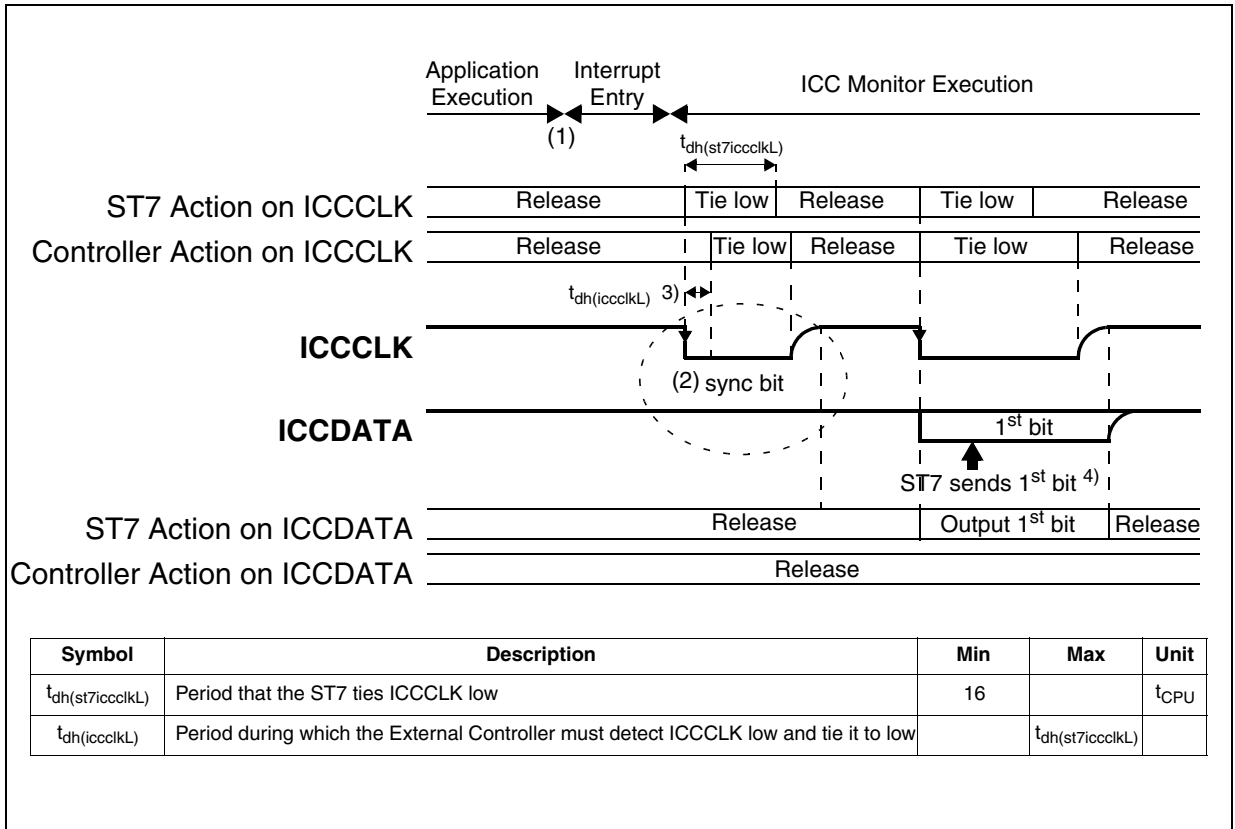 Application Execution
Interrupt Entry
ICC Monitor Execution
(1)
tdh(st7iccclkL)
ST7 Action on ICCCLK Release Tie low Release Tie low Release
Controller Action on ICCCLK Release Tie low Release Tie low Release
tdh(iccclkL) 3)
ICCCLK
(2) sync bit
ICCDATA
1st bit
ST7 sends 1st bit 4)
ST7 Action on ICCDATA Release Output 1st bit Release
Controller Action on ICCDATA Release
Symbol Description Min Max Unit
tdh(st7iccclkL) Period that the ST7 ties ICCCLK low 16 tCPU
tdh(iccclkL) Period during which the External Controller must detect ICCCLK low and tie it to low tdh(st7iccclkL)